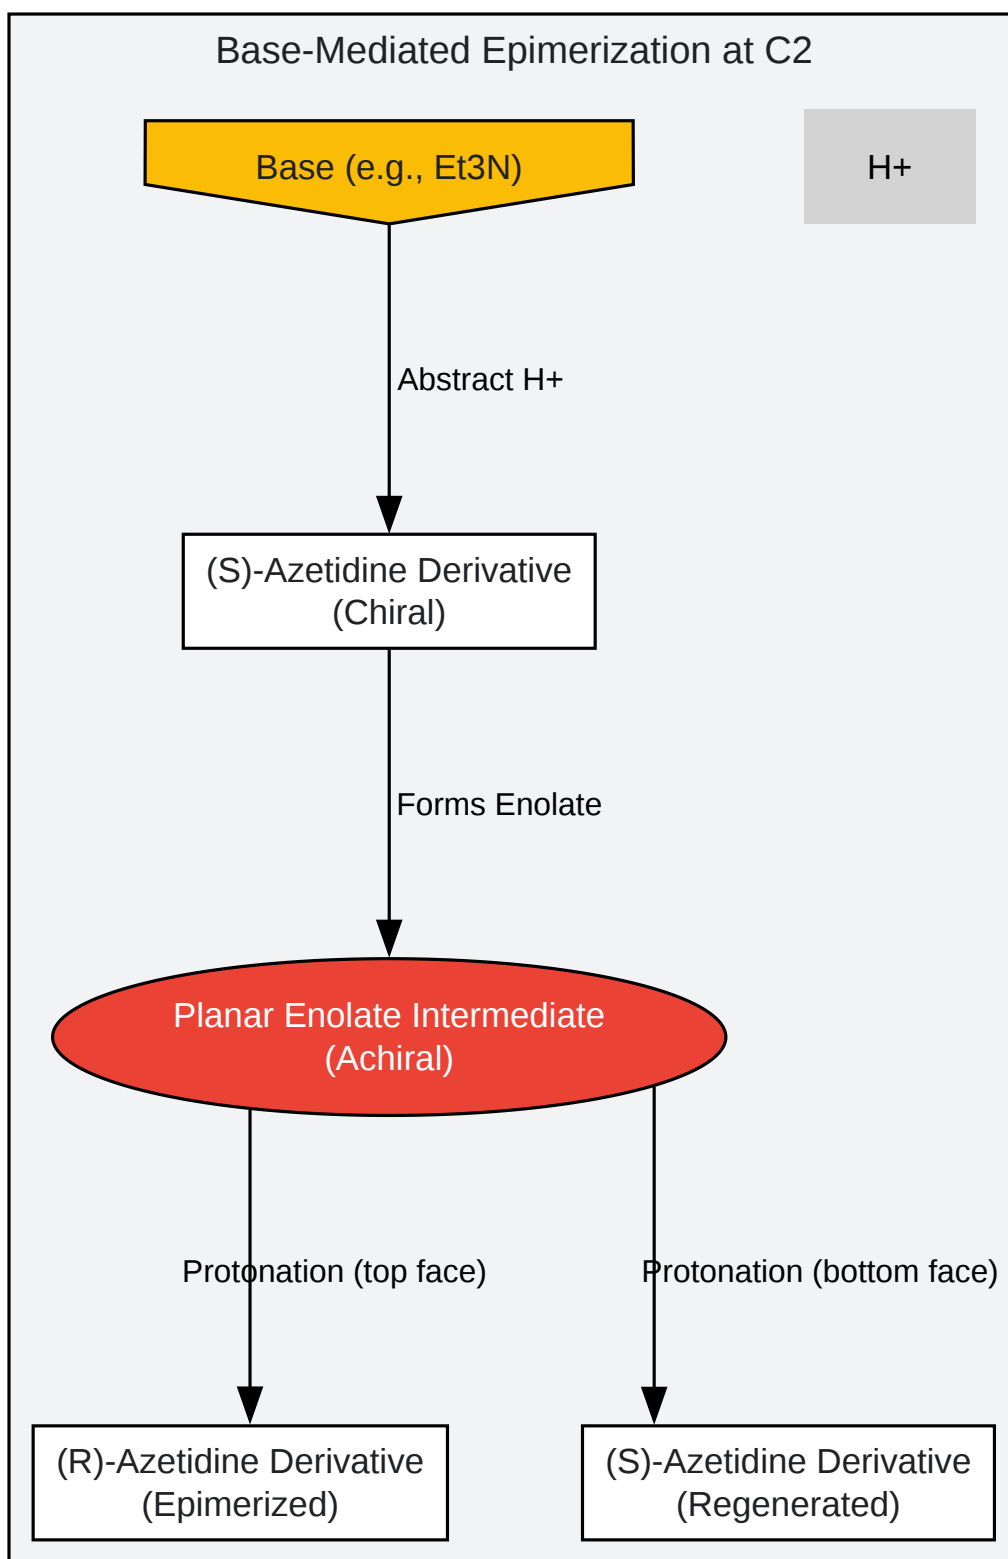 Base-Mediated Epimerization at C2
Base (e.g., Et3N)
H+
Abstract H+
(S)-Azetidine Derivative
(Chiral)
Forms Enolate
Planar Enolate Intermediate
(Achiral)
Protonation (top face)
Protonation (bottom face)
(R)-Azetidine Derivative
(Epimerized)
(S)-Azetidine Derivative
(Regenerated)